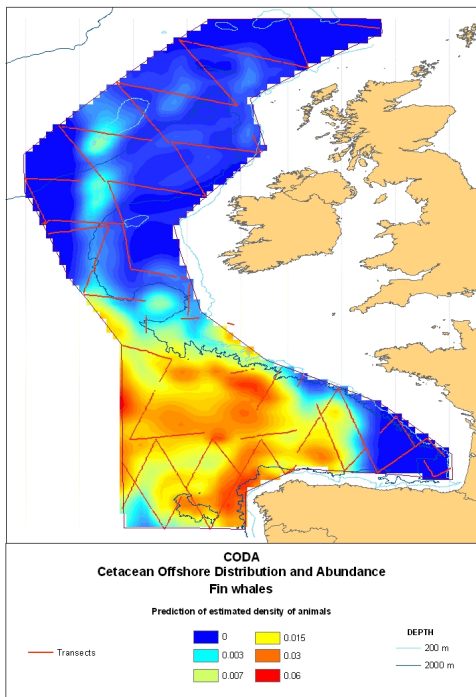 CODA
Cetacean Offshore Distribution and Abundance
Fin whales
Prediction of estimated density of animals
Transects
0
0.003
0.007
0.015
0.03
0.06
DEPTH
200 m
2000 m